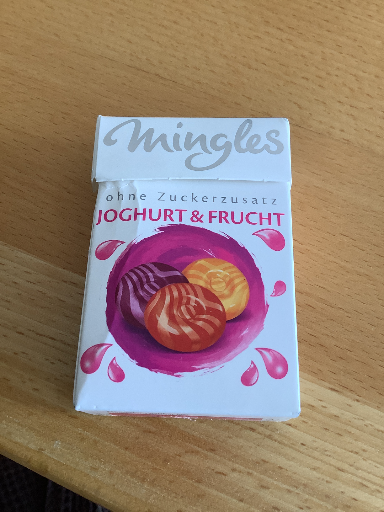 mingles
ohne Zuckerzusatz
JOGHURT & FRUCHT